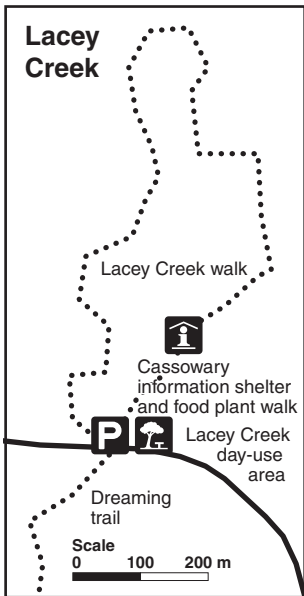 Lacey
Creek
Lacey Creek walk
Cassowary
information shelter
and food plant walk
P
Lacey Creek
day-use
area
Dreaming
trail
Scale
0 100 200 m